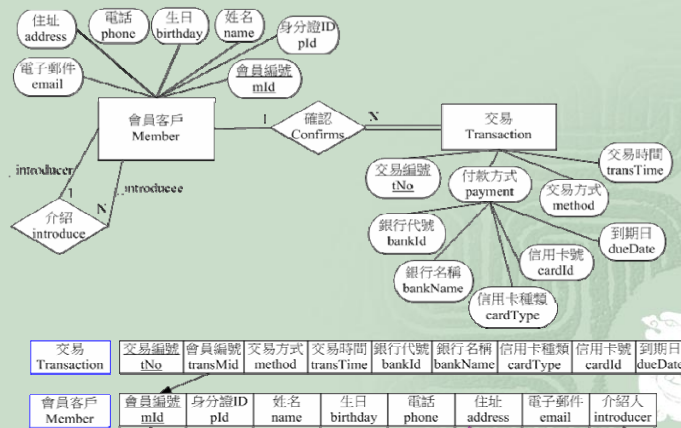 住址
address
電話
phone
生日
birthday
姓名
name
身分證ID
pId
電子郵件
email
會員編號
mId
會員客戶
Member
1
確認
Confirms
N
交易
Transaction
introducer
introduceee
1
N
介紹
introduce
交易編號
tNo
付款方式
payment
交易方式
method
交易時間
transTime
銀行代號
bankId
銀行名稱
bankName
信用卡種類
cardType
信用卡號
cardId
到期日
dueDate
交易
Transaction
交易編號 會員編號 交易方式 交易時間 銀行代號 銀行名稱 信用卡種類 信用卡號 到期日
tNo transMid method transTime bankId bankName cardType cardId dueDate
會員客戶
Member
會員編號 身分證ID 姓名 生日 電話 住址 電子郵件 介紹人
mId pId name birthday phone address email introducer